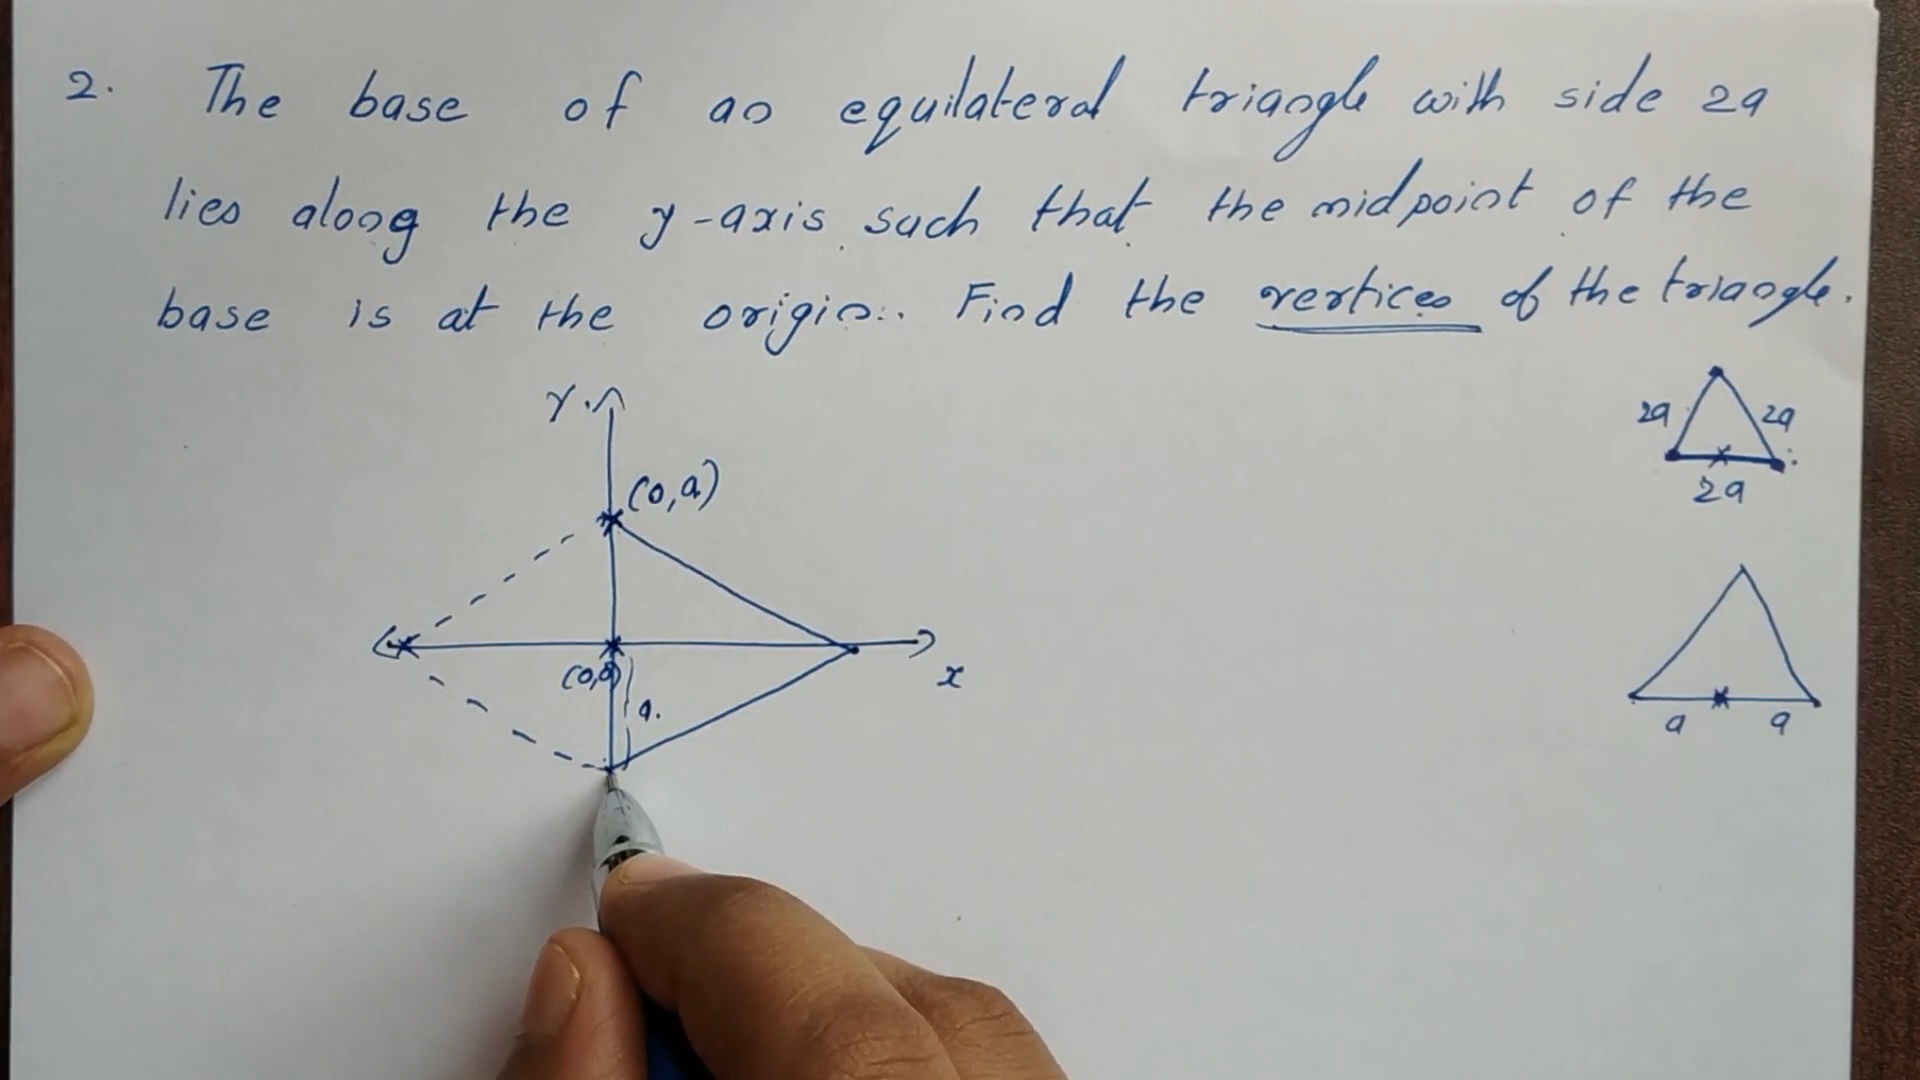 2. The base of an equilateral triangle with side 2a
lies along the y-axis such that the midpoint of the
base is at the origin. Find the vertices of the triangle.
Y
(0,a)
(0,0)
a.
x
2a 2a
2a
a a